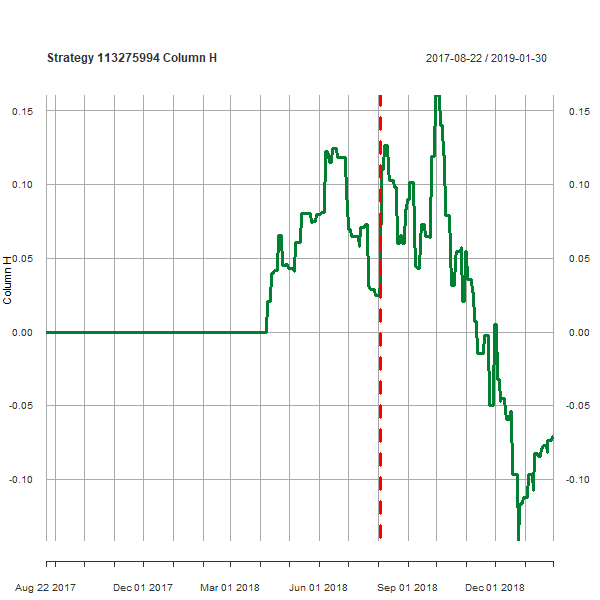 Strategy 113275994 Column H
2017-08-22 / 2019-01-30
0.15 0.15
0.10 0.10
0.05 0.05
Column H
0.00 0.00
-0.05 -0.05
-0.10 -0.10
Aug 22 2017 Dec 01 2017 Mar 01 2018 Jun 01 2018 Sep 01 2018 Dec 01 2018